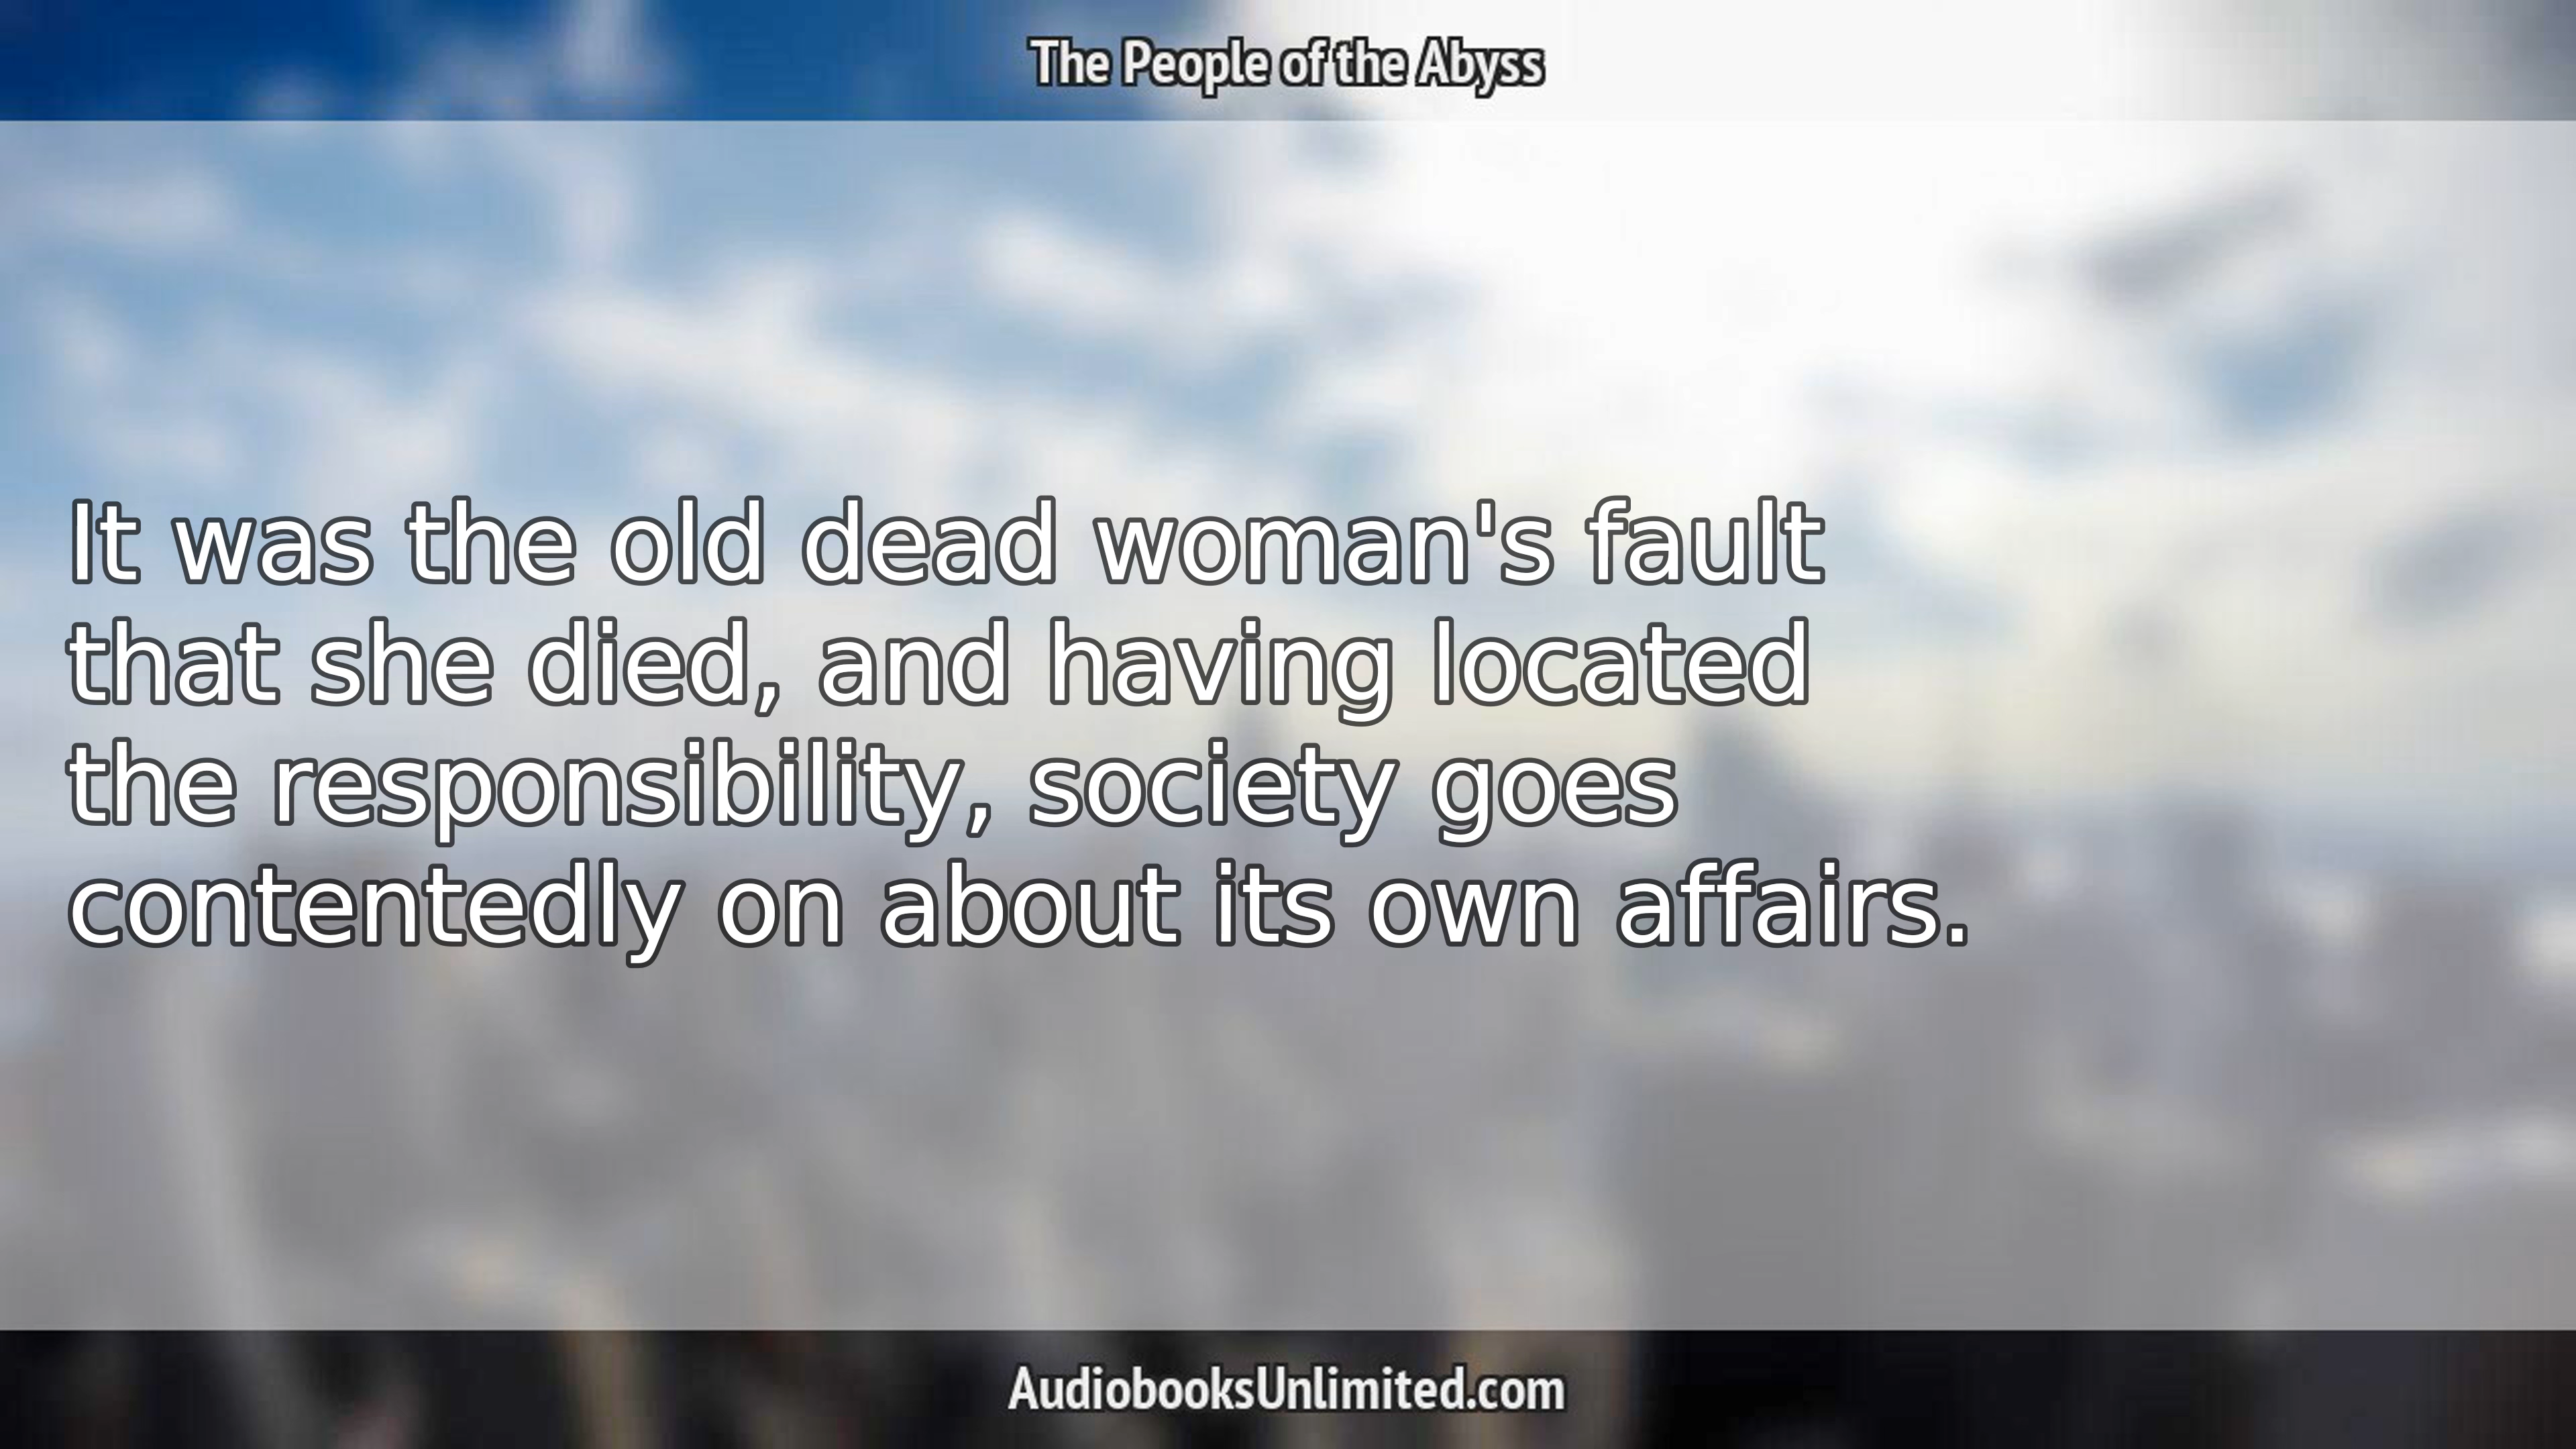 The People of the Abyss
It was the old dead woman's fault
that she died, and having located
the responsibility, society goes
contentedly on about its own affairs.
AudiobooksUnlimited.com